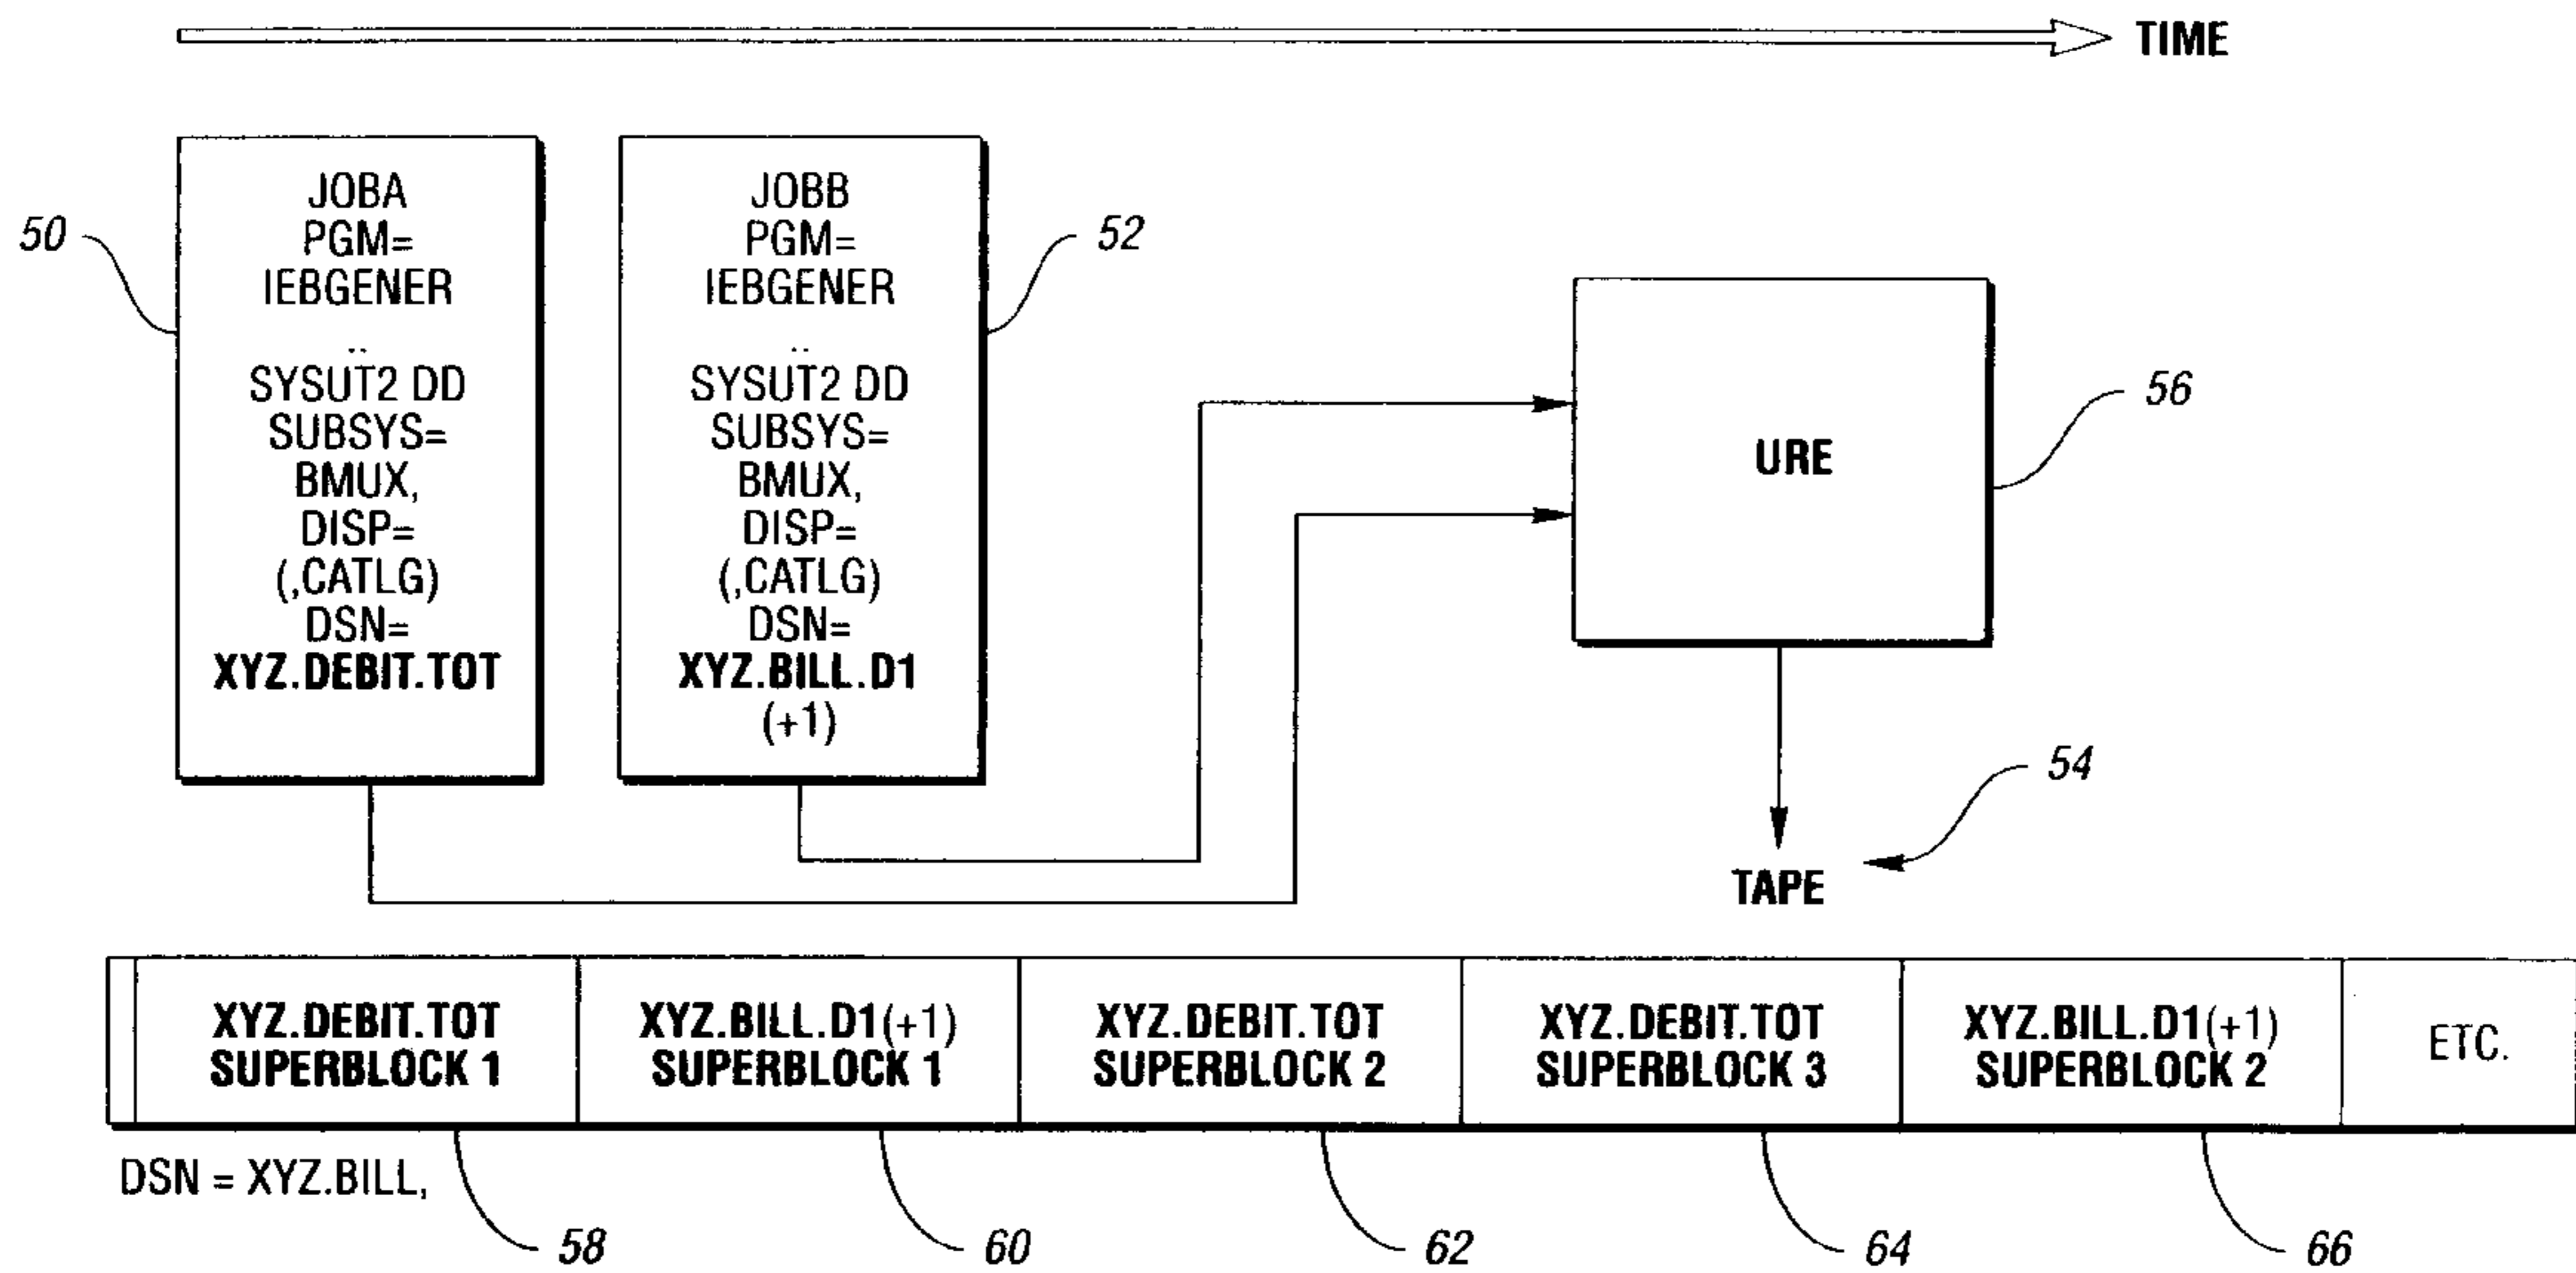 TIME
50
JOBA
PGM=
IEBGENER
..
SYSUT2 DD
SUBSYS=
BMUX,
DISP=
(,CATLG)
DSN=
XYZ.DEBIT.TOT
JOBB
PGM=
IEBGENER
..
SYSUT2 DD
SUBSYS=
BMUX,
DISP=
(,CATLG)
DSN=
XYZ.BILL.D1
(+1)
52
URE
56
54
TAPE
XYZ.DEBIT.TOT
SUPERBLOCK 1
XYZ.BILL.D1(+1)
SUPERBLOCK 1
XYZ.DEBIT.TOT
SUPERBLOCK 2
XYZ.DEBIT.TOT
SUPERBLOCK 3
XYZ.BILL.D1(+1)
SUPERBLOCK 2
ETC.
DSN = XYZ.BILL,
58
60
62
64
66